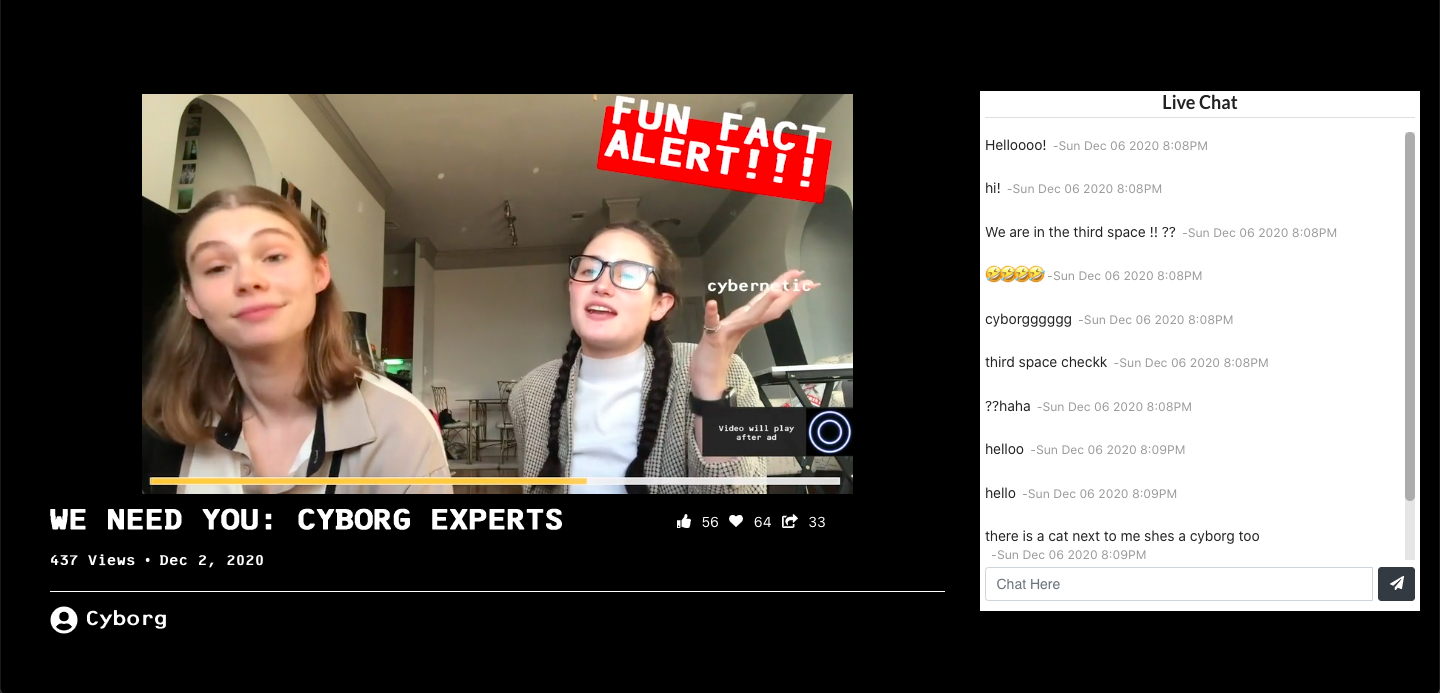 FUN FACT
ALERT!!!
cybernetic
Video will play
after ad
WE NEED YOU: CYBORG EXPERTS
56 64 33
437 Views • Dec 2, 2020
Cyborg
Live Chat
Helloooo! -Sun Dec 06 2020 8:08PM
hi! -Sun Dec 06 2020 8:08PM
We are in the third space !! ?? -Sun Dec 06 2020 8:08PM
🤣🤣🤣🤣 -Sun Dec 06 2020 8:08PM
cyborgggggg -Sun Dec 06 2020 8:08PM
third space checkk -Sun Dec 06 2020 8:08PM
??haha -Sun Dec 06 2020 8:08PM
helloo -Sun Dec 06 2020 8:09PM
hello -Sun Dec 06 2020 8:09PM
there is a cat next to me shes a cyborg too
-Sun Dec 06 2020 8:09PM
Chat Here